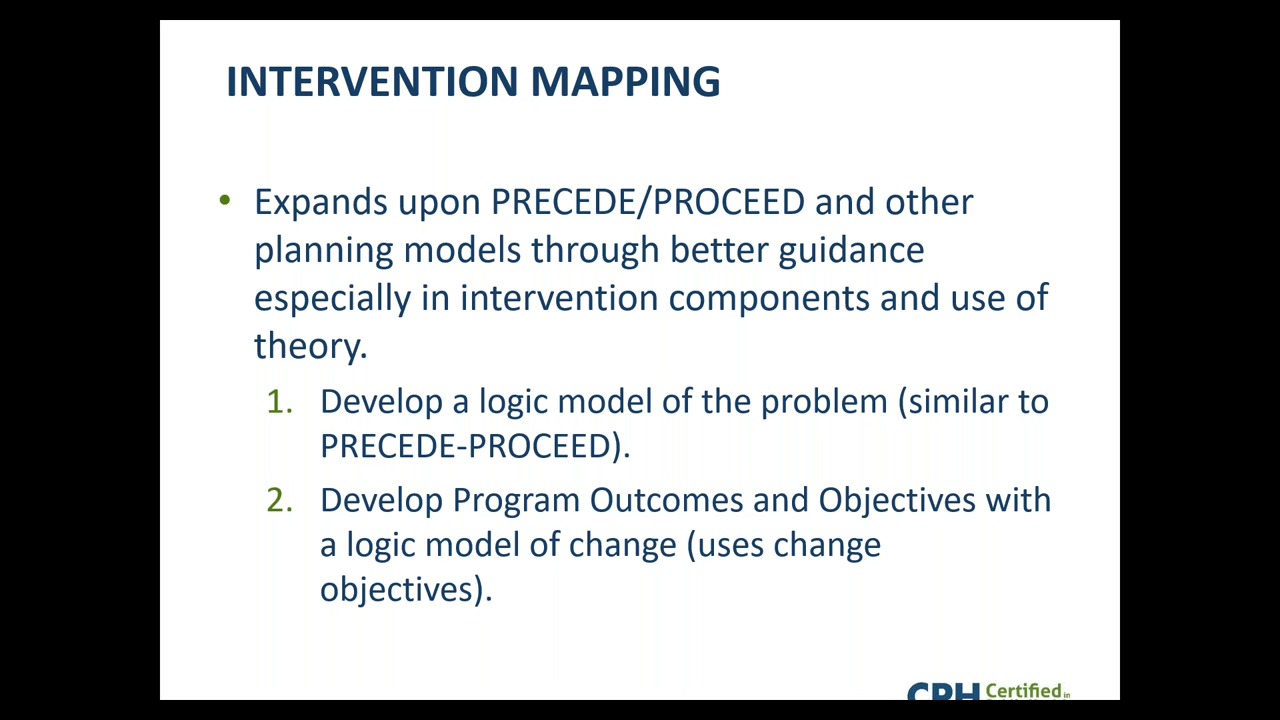 INTERVENTION MAPPING
• Expands upon PRECEDE/PROCEED and other
planning models through better guidance
especially in intervention components and use of
theory.
1. Develop a logic model of the problem (similar to
PRECEDE-PROCEED).
2. Develop Program Outcomes and Objectives with
a logic model of change (uses change
objectives).
CPH Certified in